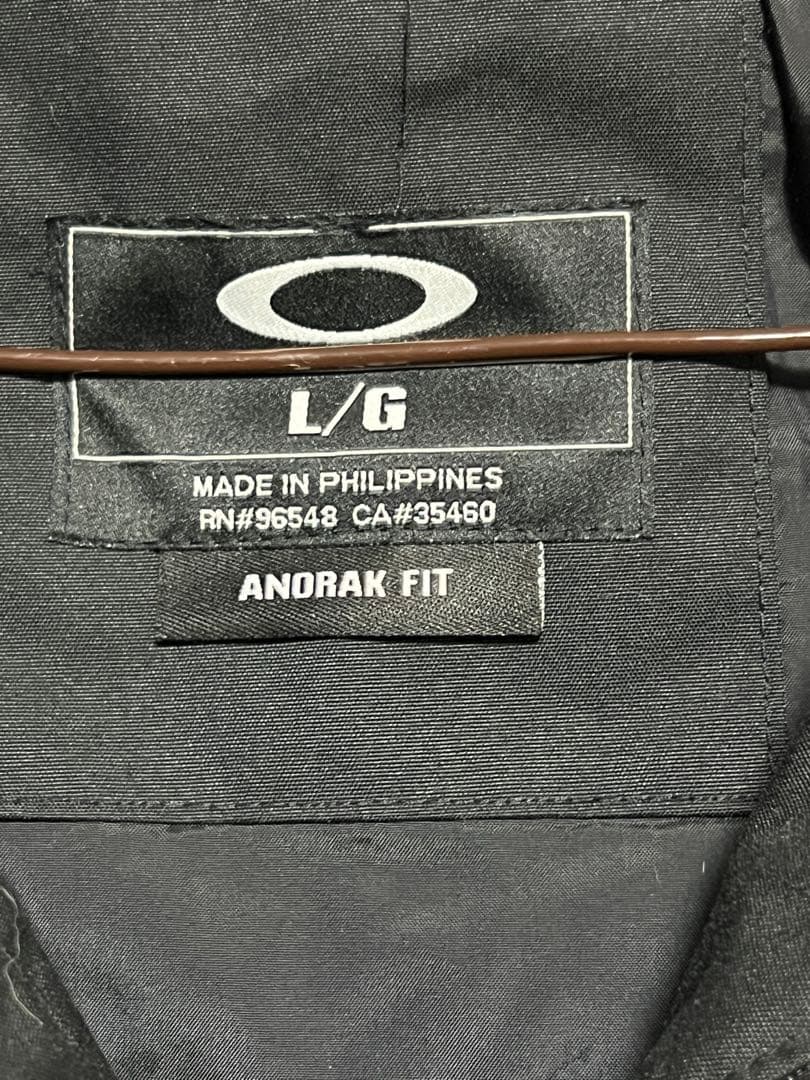 L/G
MADE IN PHILIPPINES
RN#96548 CA#35460
ANORAK FIT